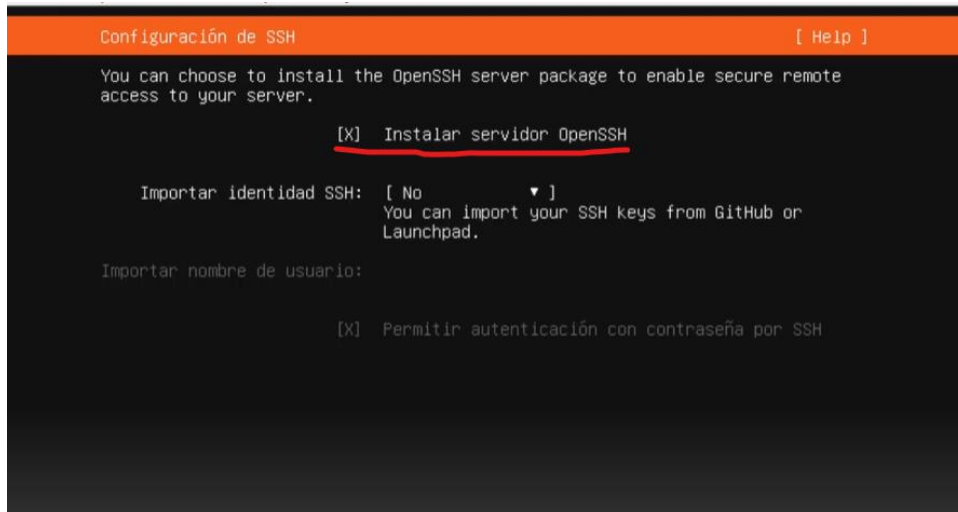 Configuración de SSH [ Help ]
You can choose to install the OpenSSH server package to enable secure remote
access to your server.
[X] Instalar servidor OpenSSH
Importar identidad SSH: [ No ▾ ]
You can import your SSH keys from GitHub or
Launchpad.
Importar nombre de usuario:
[X] Permitir autenticación con contraseña por SSH